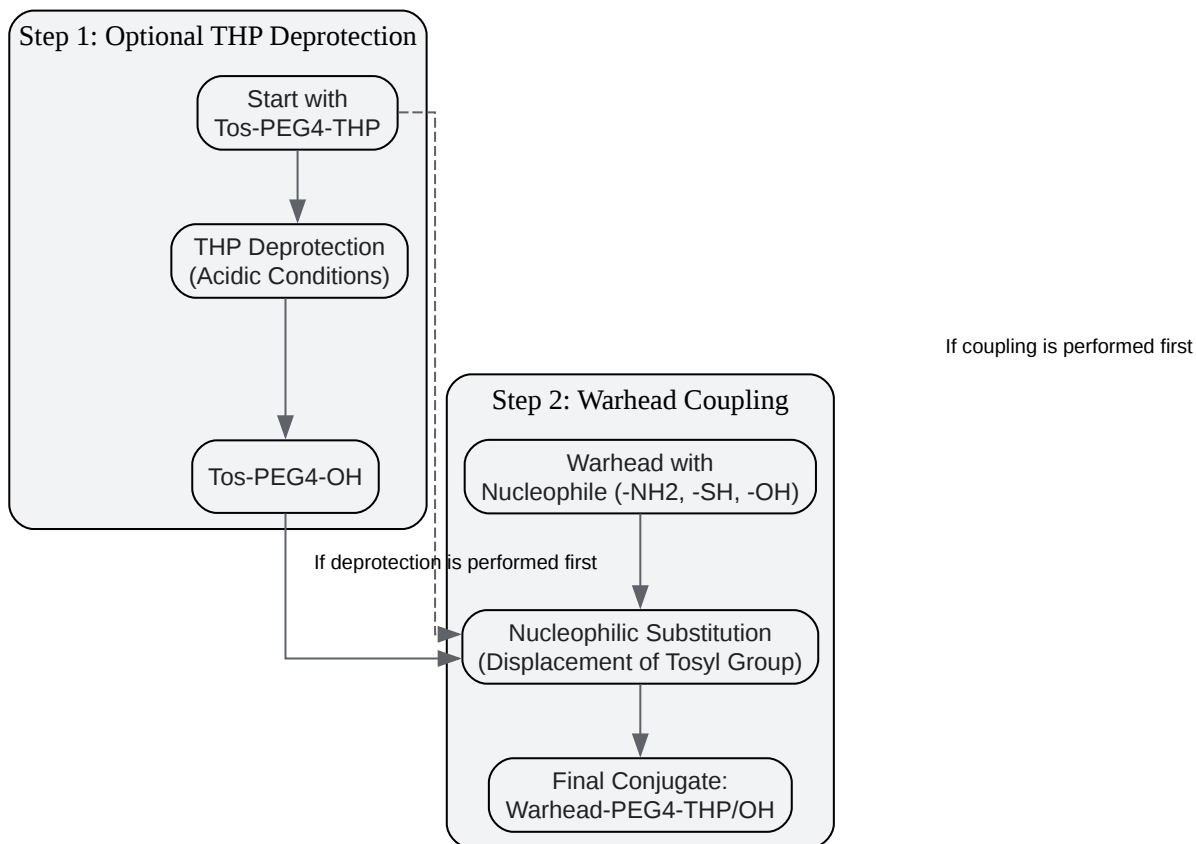 Step 1: Optional THP Deprotection
Start with
Tos-PEG4-THP
THP Deprotection
(Acidic Conditions)
Tos-PEG4-OH
If deprotection is performed first
If coupling is performed first
Step 2: Warhead Coupling
Warhead with
Nucleophile (-NH2, -SH, -OH)
Nucleophilic Substitution
(Displacement of Tosyl Group)
Final Conjugate:
Warhead-PEG4-THP/OH